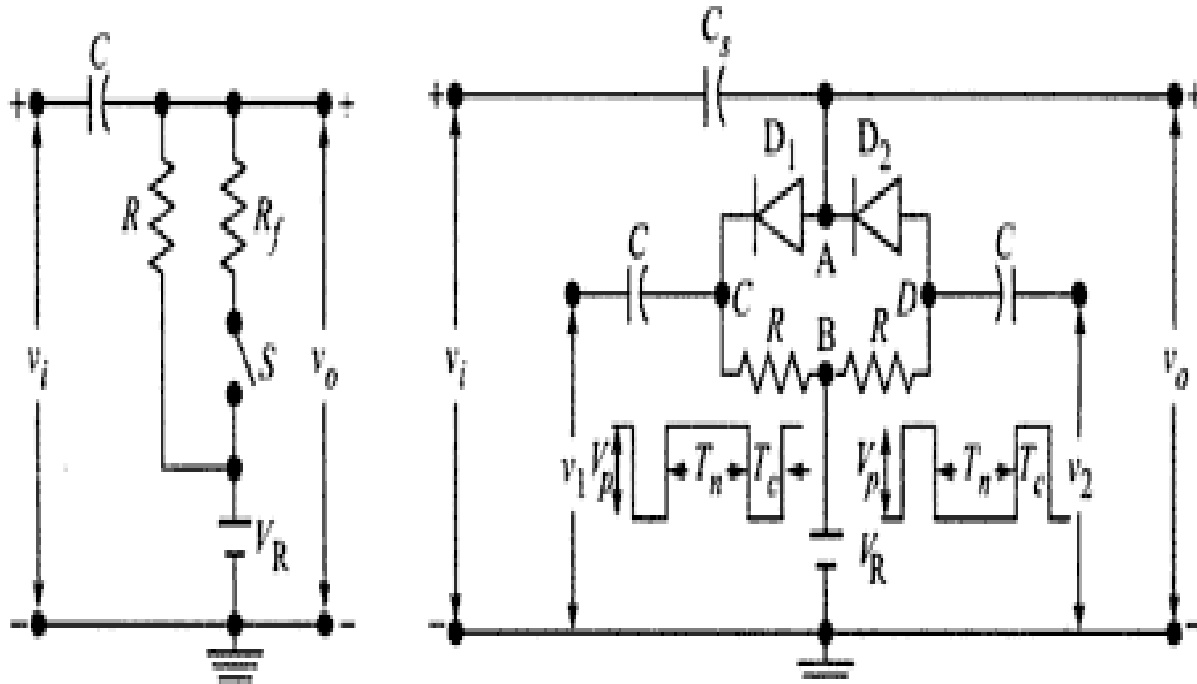 C
+ +
R
R_f
v_i
S
v_o
V_R
- -
C_s
+ +
D_1 D_2
A
C C
C D
R B R
v_i v_o
v_1 V_p T_n T_c V_p T_n T_c v_2
V_R
- -